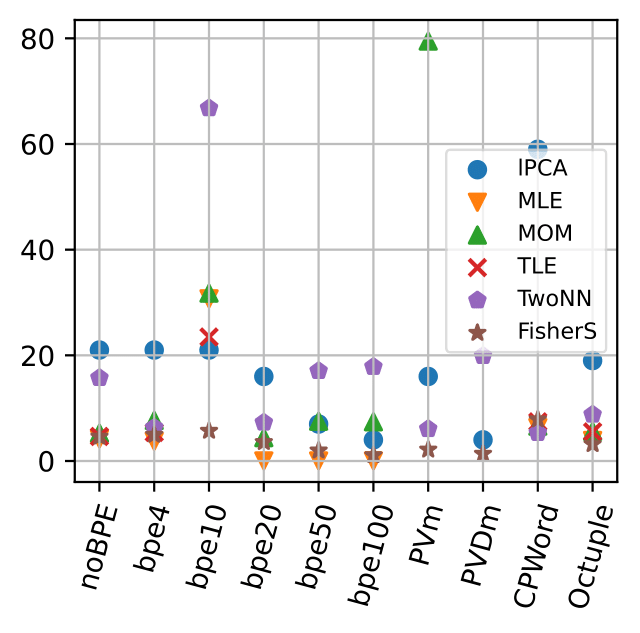 80
60
40
20
0
lPCA
MLE
MOM
TLE
TwoNN
FisherS
noBPE
bpe4
bpe10
bpe20
bpe50
bpe100
PVm
PVDm
CPWord
Octuple